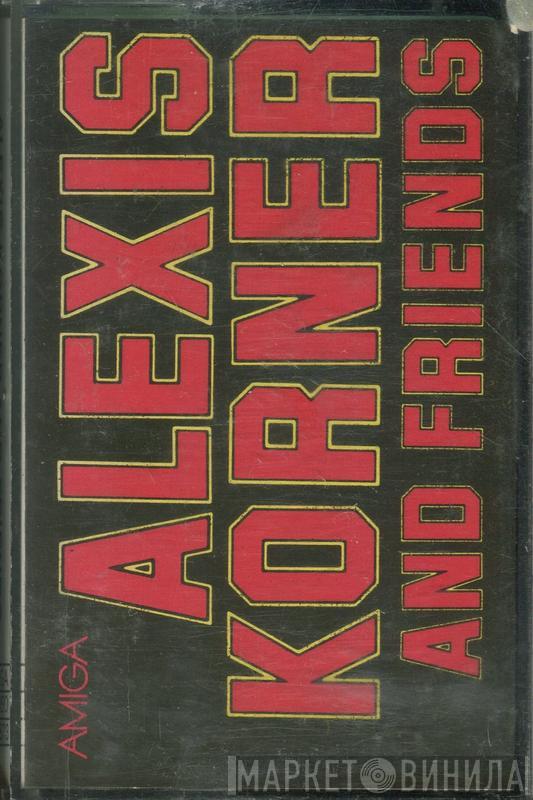 AMIGA
ALEXIS
KORNER
AND FRIENDS
МАРКЕТ ВИНИЛА